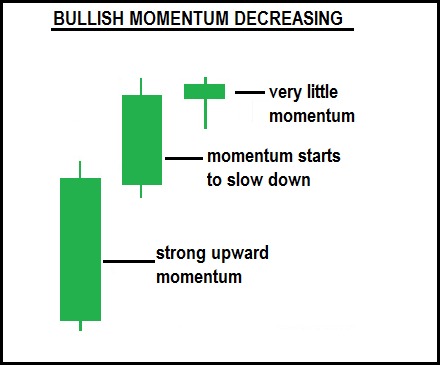 BULLISH MOMENTUM DECREASING
very little
momentum
momentum starts
to slow down
strong upward
momentum